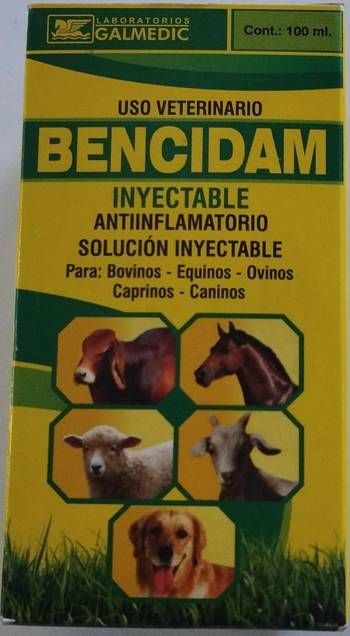 LABORATORIOS
GALMEDIC
Cont.: 100 ml.
USO VETERINARIO
BENCIDAM
INYECTABLE
ANTIINFLAMATORIO
SOLUCIÓN INYECTABLE
Para: Bovinos - Equinos - Ovinos
Caprinos - Caninos